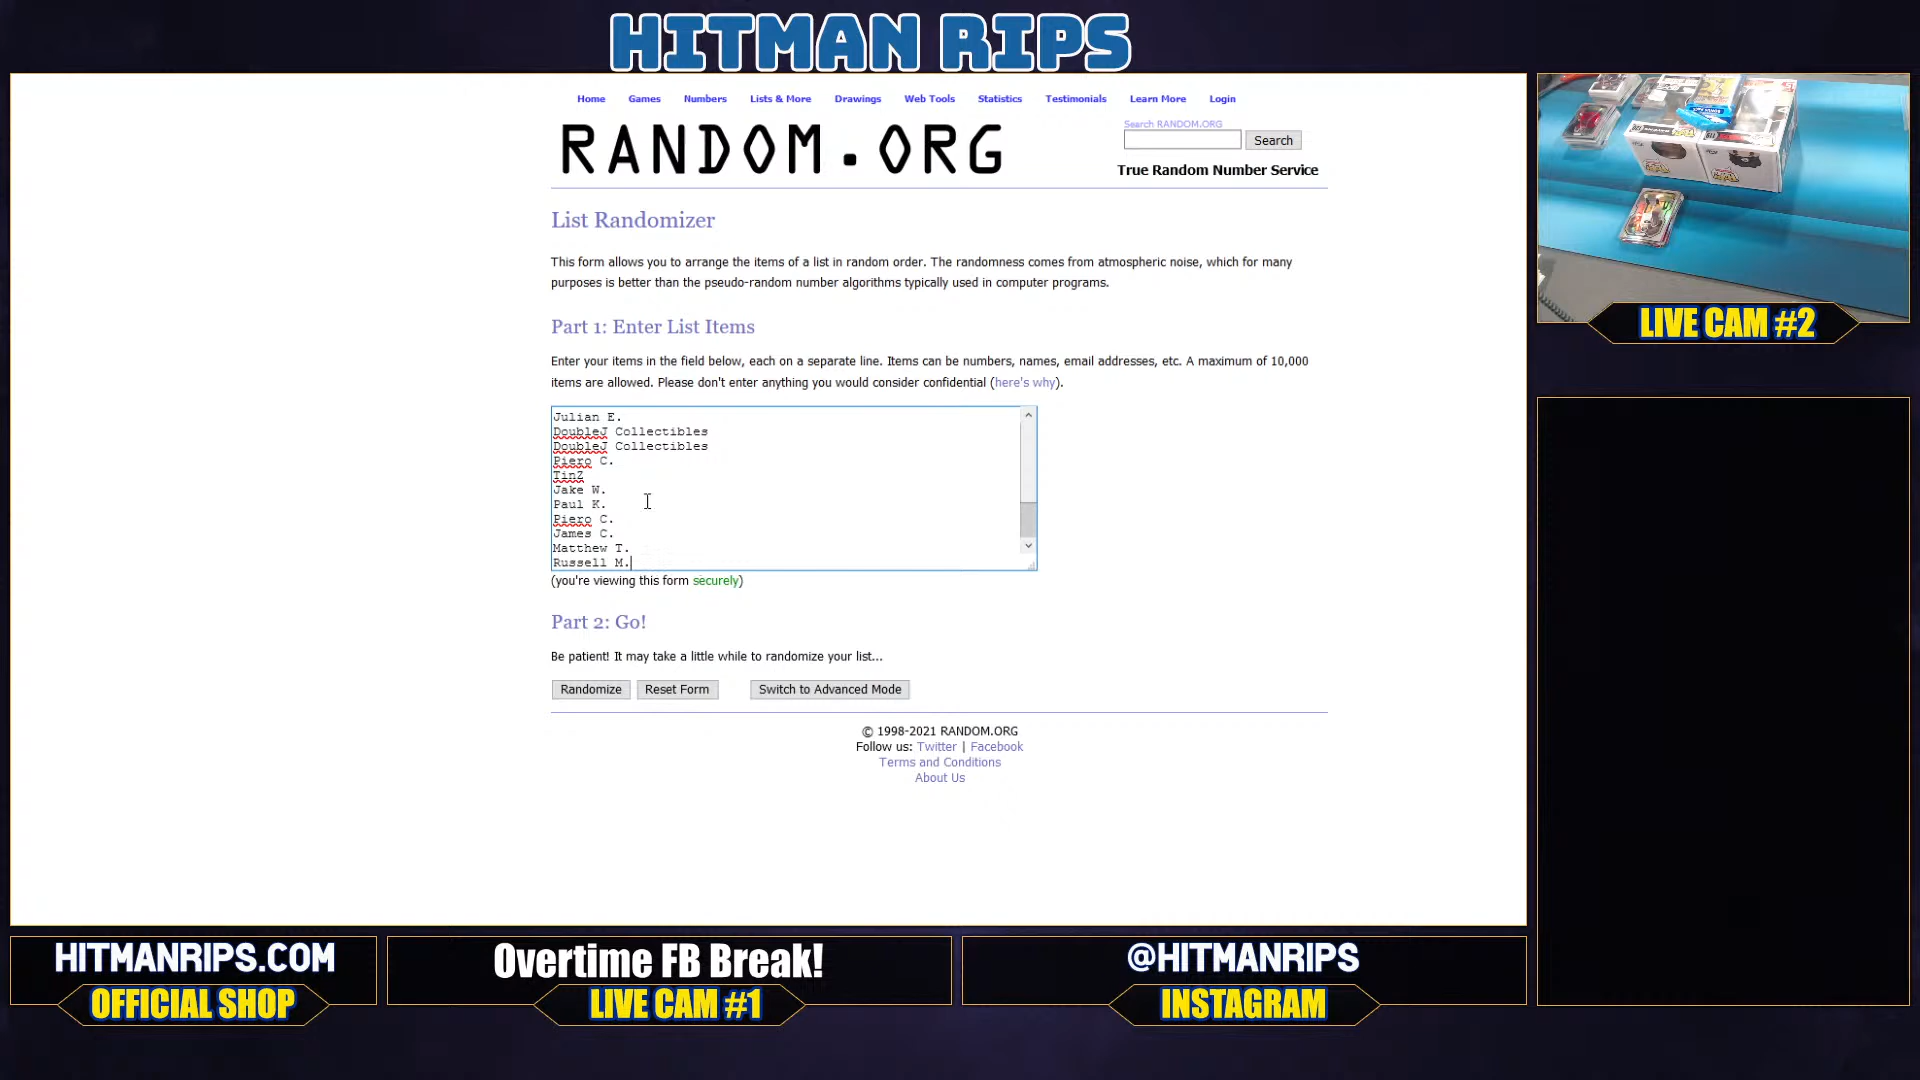 HITMAN RIPS
Home Games Numbers Lists & More Drawings Web Tools Statistics Testimonials Learn More Login
RANDOM.ORG
Search RANDOM.ORG
Search
True Random Number Service
List Randomizer
This form allows you to arrange the items of a list in random order. The randomness comes from atmospheric noise, which for many
purposes is better than the pseudo-random number algorithms typically used in computer programs.
Part 1: Enter List Items
Enter your items in the field below, each on a separate line. Items can be numbers, names, email addresses, etc. A maximum of 10,000
items are allowed. Please don't enter anything you would consider confidential (here's why).
Julian E.
DoubleJ Collectibles
DoubleJ Collectibles
Piero C.
TinZ
Jake W.
Paul K.
Piero C.
James C.
Matthew T.
Russell M.
(you're viewing this form securely)
Part 2: Go!
Be patient! It may take a little while to randomize your list...
Randomize Reset Form Switch to Advanced Mode
© 1998-2021 RANDOM.ORG
Follow us: Twitter | Facebook
Terms and Conditions
About Us
LIVE CAM #2
HITMANRIPS.COM
OFFICIAL SHOP
Overtime FB Break!
LIVE CAM #1
@HITMANRIPS
INSTAGRAM